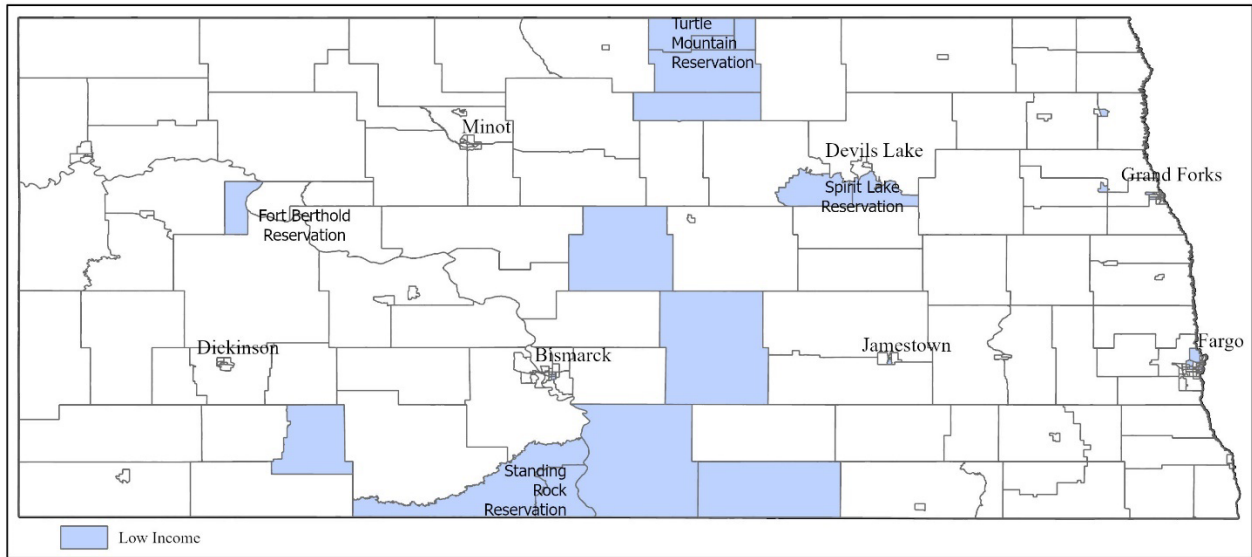 Turtle
Mountain
Reservation
Minot
Devils Lake
Spirit Lake
Reservation
Grand Forks
Fort Berthold
Reservation
Dickinson
Bismarck
Jamestown
Fargo
Standing
Rock
Reservation
Low Income